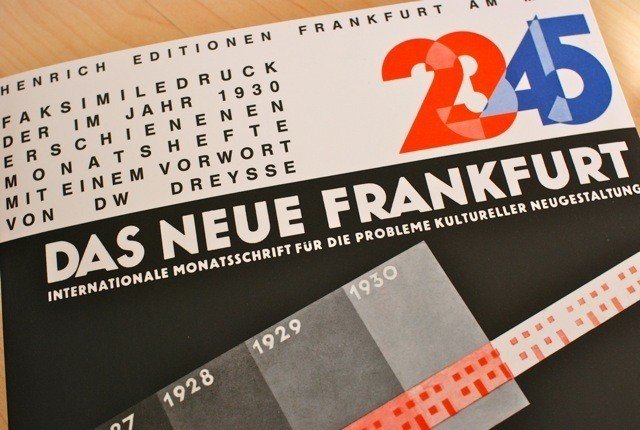 HENRICH EDITIONEN FRANKFURT AM
FAKSIMILEDRUCK
DER IM JAHR 1930
ERSCHIENENEN
MONATSHEFTE
MIT EINEM VORWORT
VON DW DREYSSE
2345
DAS NEUE FRANKFURT
INTERNATIONALE MONATSSCHRIFT FÜR DIE PROBLEME KULTURELLER NEUGESTALTUNG
1930
1929
1928
27